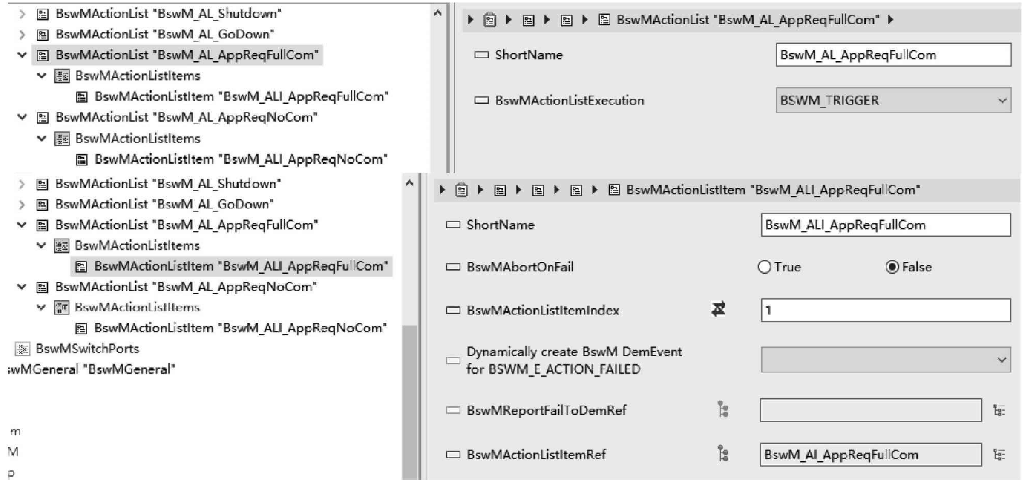 BswMActionList "BswM_AL_Shutdown"
BswMActionList "BswM_AL_GoDown"
BswMActionList "BswM_AL_AppReqFullCom"
BswMActionListItems
BswMActionListItem "BswM_ALI_AppReqFullCom"
BswMActionList "BswM_AL_AppReqNoCom"
BswMActionListItems
BswMActionListItem "BswM_ALI_AppReqNoCom"
BswMActionList "BswM_AL_AppReqFullCom"
ShortName
BswM_AL_AppReqFullCom
BswMActionListExecution
BSWM_TRIGGER
BswMActionList "BswM_AL_Shutdown"
BswMActionList "BswM_AL_GoDown"
BswMActionList "BswM_AL_AppReqFullCom"
BswMActionListItems
BswMActionListItem "BswM_ALI_AppReqFullCom"
BswMActionList "BswM_AL_AppReqNoCom"
BswMActionListItems
BswMActionListItem "BswM_ALI_AppReqNoCom"
BswMSwitchPorts
swMGeneral "BswMGeneral"
m
M
p
BswMActionListItem "BswM_ALI_AppReqFullCom"
ShortName
BswM_ALI_AppReqFullCom
BswMAbortOnFail
True False
BswMActionListItemIndex
1
Dynamically create BswM DemEvent
for BSWM_E_ACTION_FAILED
BswMReportFailToDemRef
BswMActionListItemRef
BswM_AI_AppReqFullCom